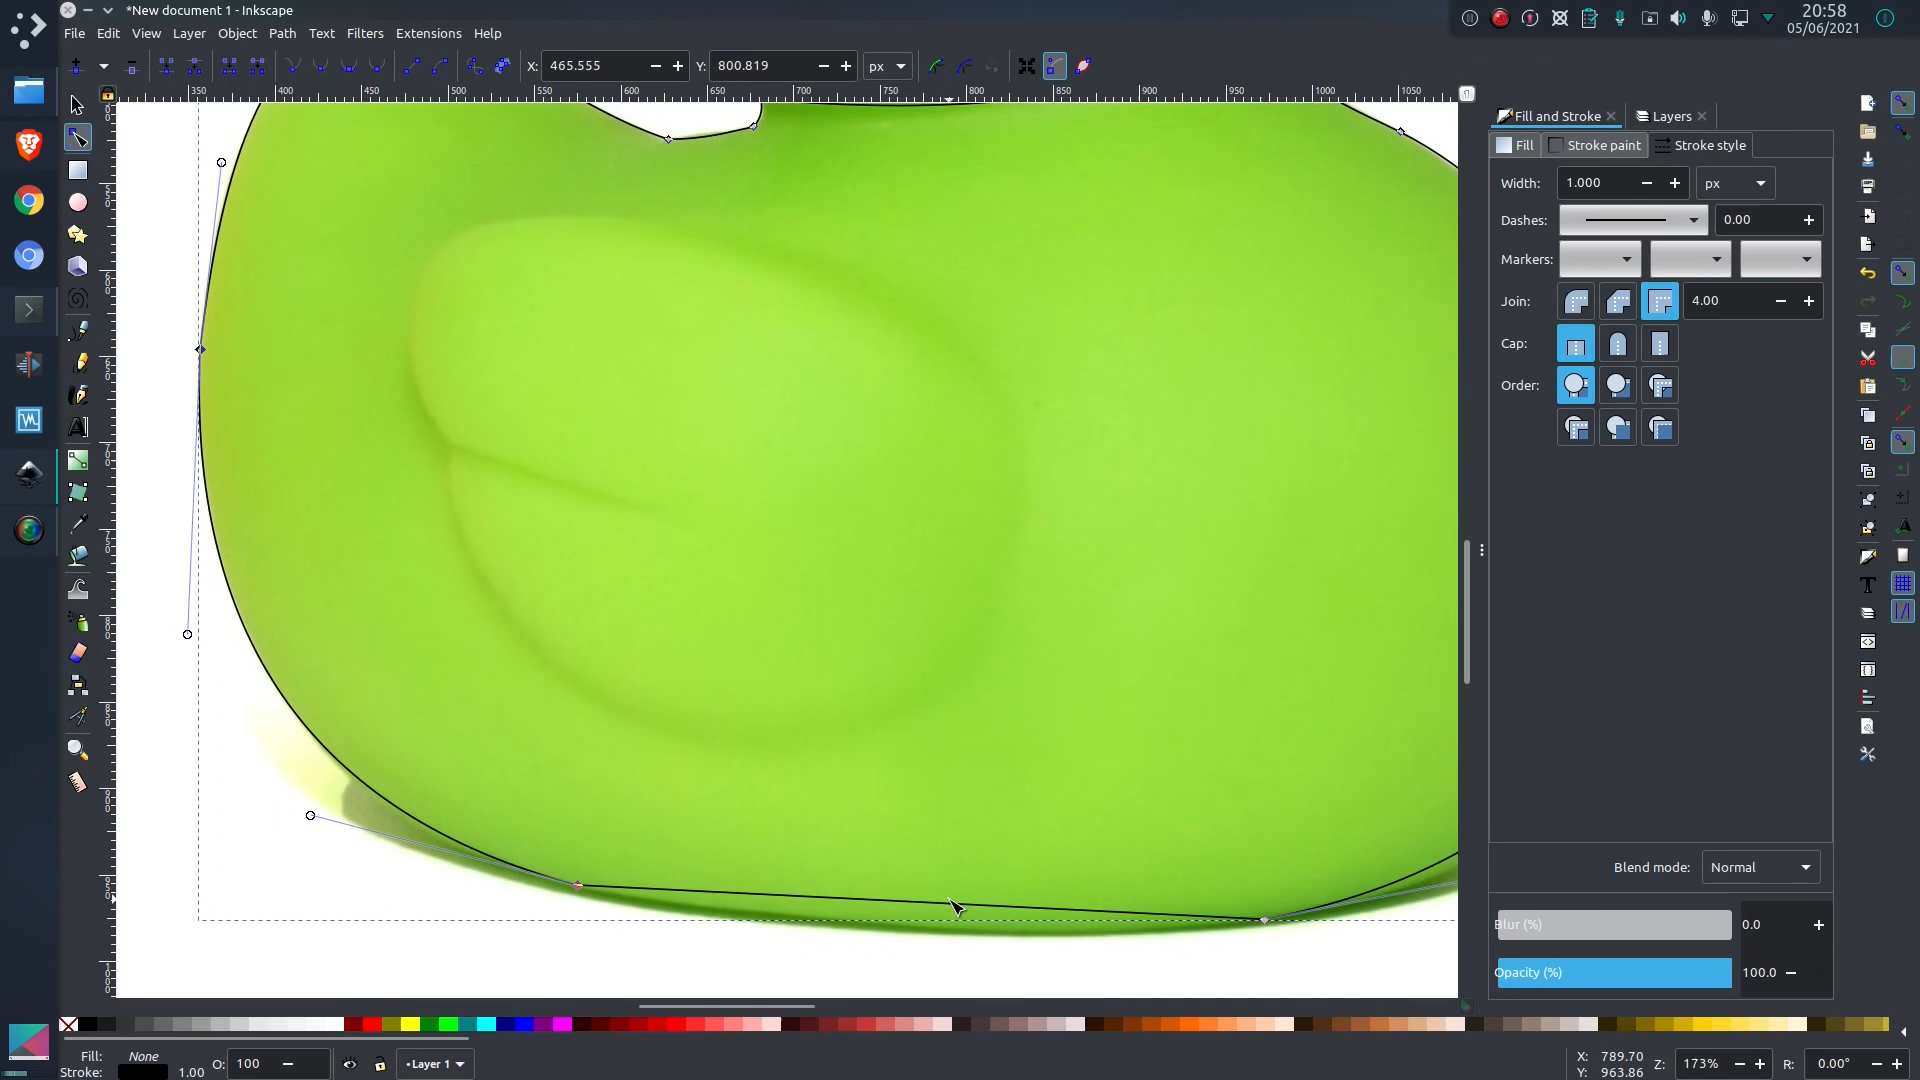 *New document 1 - Inkscape
20:58
05/06/2021
File Edit View Layer Object Path Text Filters Extensions Help
X: 465.555 Y: 800.819 px
350 400 450 500 550 600 650 700 750 800 850 900 950 1000 1050
Fill and Stroke Layers
Fill Stroke paint Stroke style
Width: 1.000 px
Dashes: 0.00
Markers:
Join: 4.00
Cap:
Order:
Blend mode: Normal
Blur (%) 0.0
Opacity (%) 100.0
Fill: None
Stroke: 1.00
O: 100
•Layer 1
X: 789.70
Y: 963.86
Z: 173%
R: 0.00°